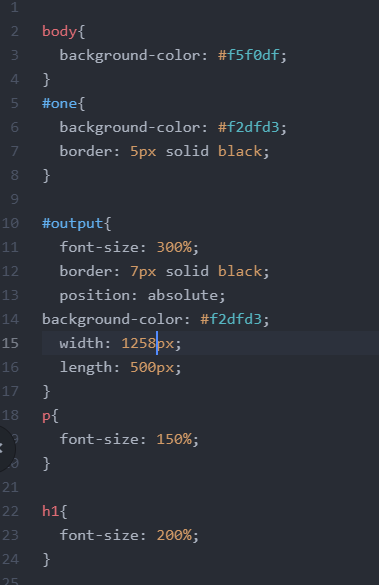 1
2 body{
3   background-color: #f5f0df;
4 }
5 #one{
6   background-color: #f2dfd3;
7   border: 5px solid black;
8 }
9
10 #output{
11   font-size: 300%;
12   border: 7px solid black;
13   position: absolute;
14 background-color: #f2dfd3;
15   width: 1258px;
16   length: 500px;
17 }
18 p{
9   font-size: 150%;
0 }
21
22 h1{
23   font-size: 200%;
24 }
25